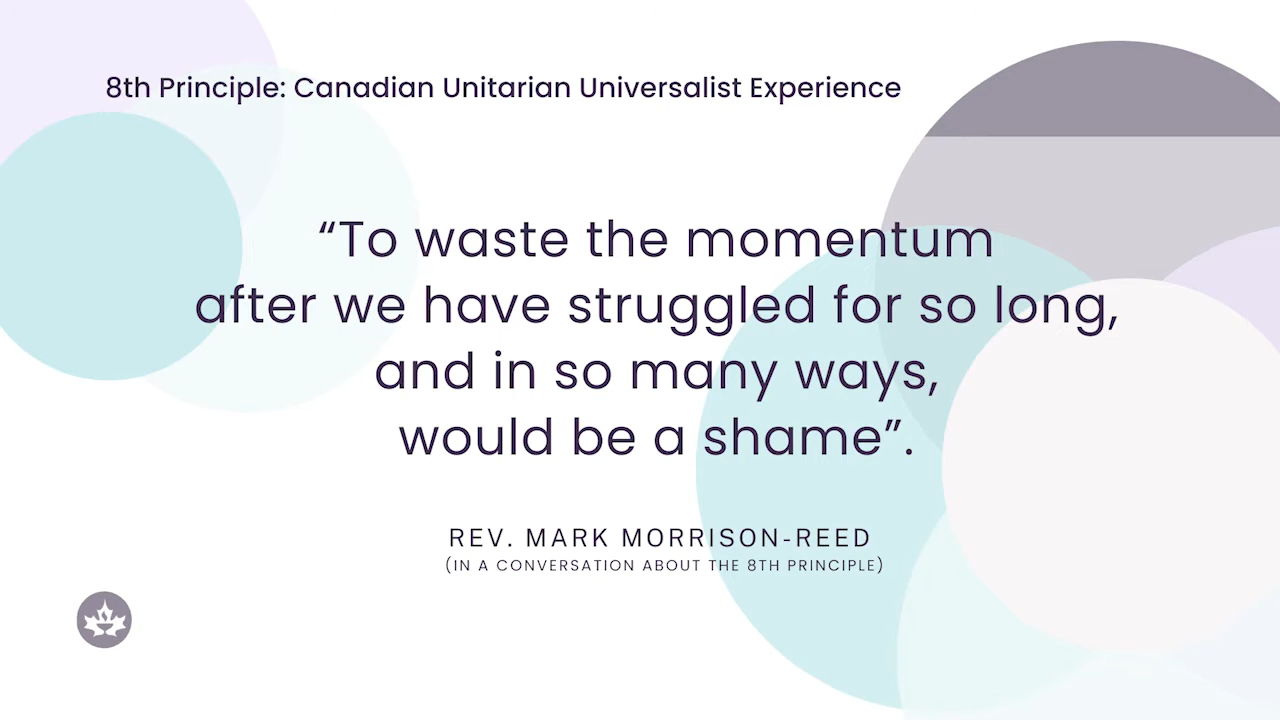 8th Principle: Canadian Unitarian Universalist Experience
“To waste the momentum
after we have struggled for so long,
and in so many ways,
would be a shame”.
REV. MARK MORRISON-REED
(IN A CONVERSATION ABOUT THE 8TH PRINCIPLE)